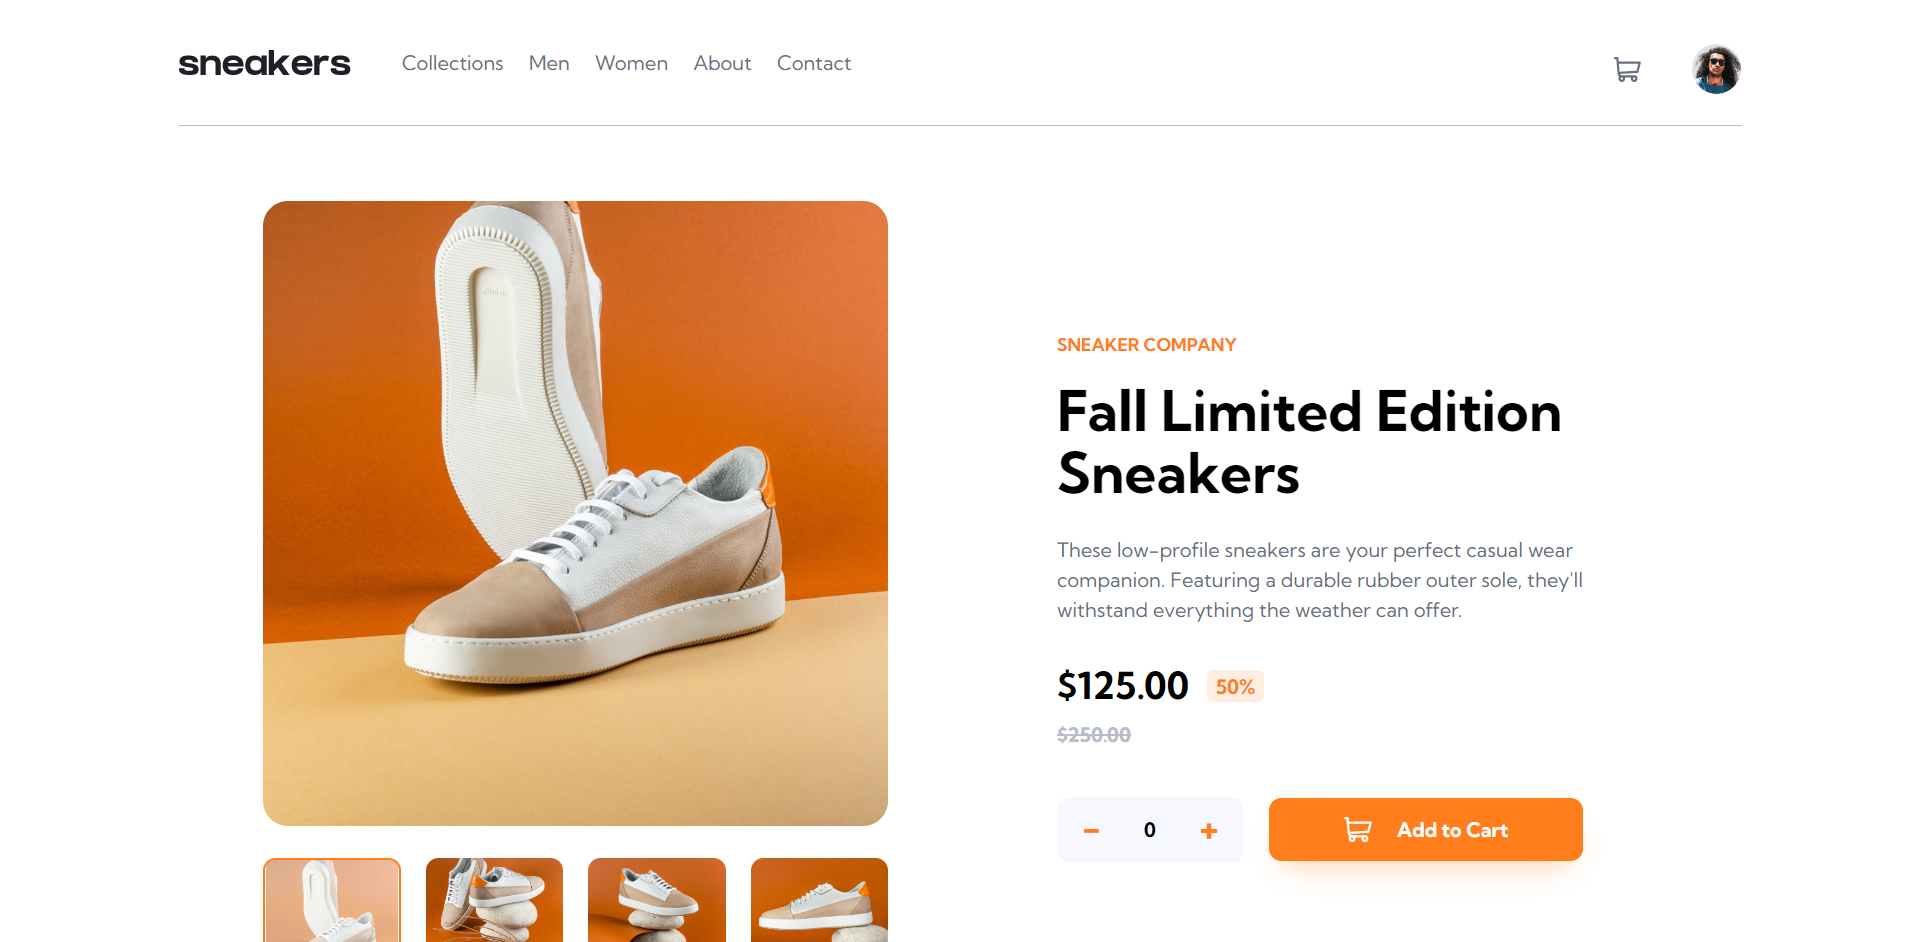 sneakers
Collections Men Women About Contact
SNEAKER COMPANY
Fall Limited Edition
Sneakers
These low-profile sneakers are your perfect casual wear
companion. Featuring a durable rubber outer sole, they'll
withstand everything the weather can offer.
$125.00 50%
$250.00
0
Add to Cart